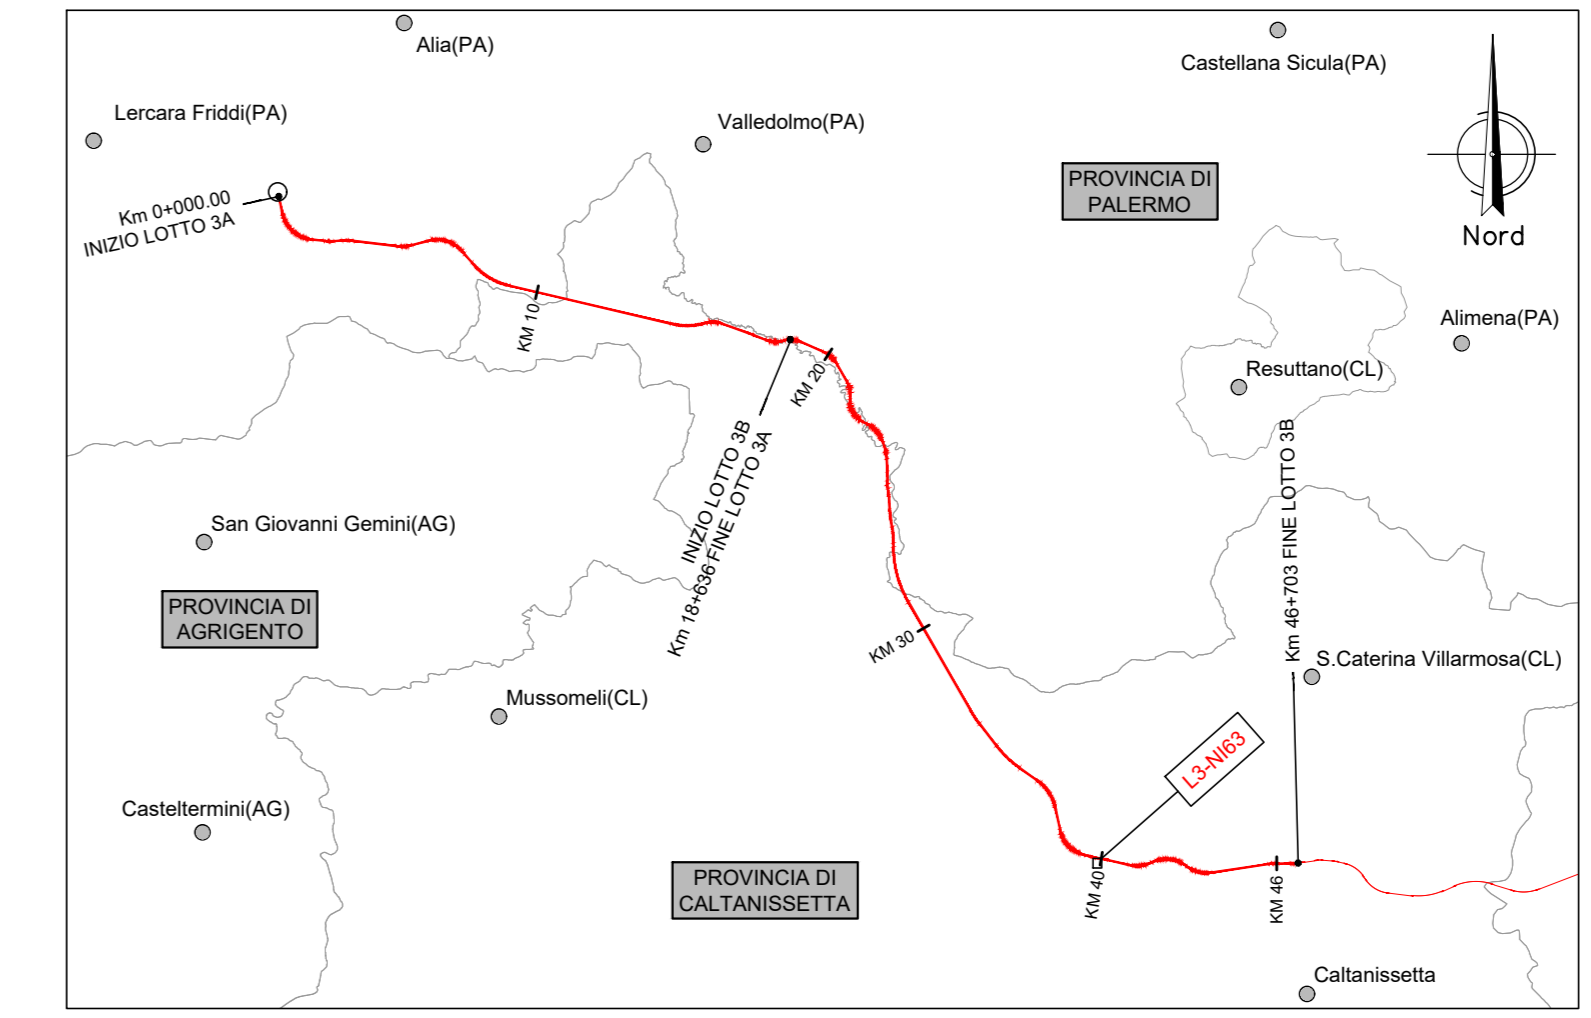 Alia(PA)
Castellana Sicula(PA)
Lercara Friddi(PA)
Valledolmo(PA)
PROVINCIA DI
PALERMO
Nord
Km 0+000.00
INIZIO LOTTO 3A
KM 10
Alimena(PA)
Resuttano(CL)
KM 20
INIZIO LOTTO 3B
Km 18+636 FINE LOTTO 3A
Km 46+703 FINE LOTTO 3B
San Giovanni Gemini(AG)
PROVINCIA DI
AGRIGENTO
KM 30
S.Caterina Villarmosa(CL)
Mussomeli(CL)
L3-NI63
Casteltermini(AG)
PROVINCIA DI
CALTANISSETTA
KM 40
KM 46
Caltanissetta